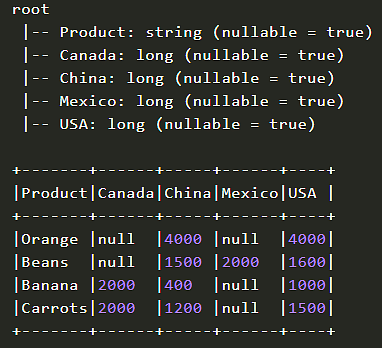 root
 |-- Product: string (nullable = true)
 |-- Canada: long (nullable = true)
 |-- China: long (nullable = true)
 |-- Mexico: long (nullable = true)
 |-- USA: long (nullable = true)

+-------+------+-----+------+----+
|Product|Canada|China|Mexico|USA |
+-------+------+-----+------+----+
|Orange |null  |4000 |null  |4000|
|Beans  |null  |1500 |2000  |1600|
|Banana |2000  |400  |null  |1000|
|Carrots|2000  |1200 |null  |1500|
+-------+------+-----+------+----+